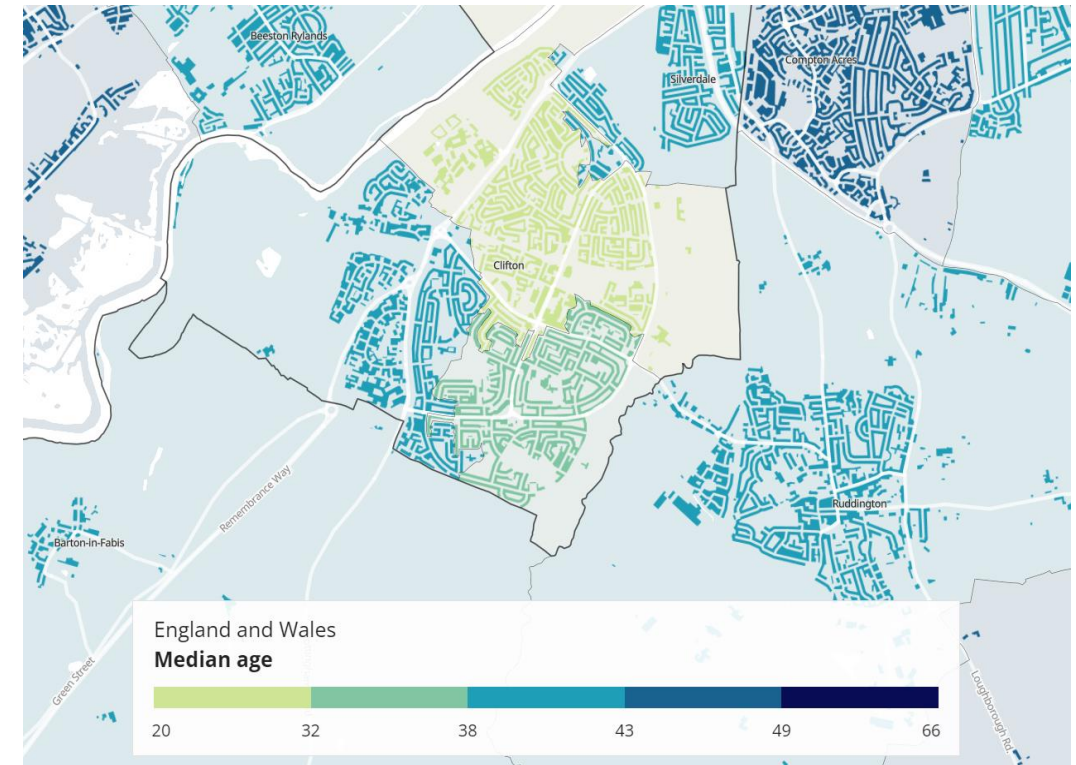 Beeston Rylands
Silverdale
Compton Acres
Clifton
Remembrance Way
Ruddington
Barton-in-Fabis
Green Street
Loughborough Rd.
England and Wales
Median age
20 32 38 43 49 66